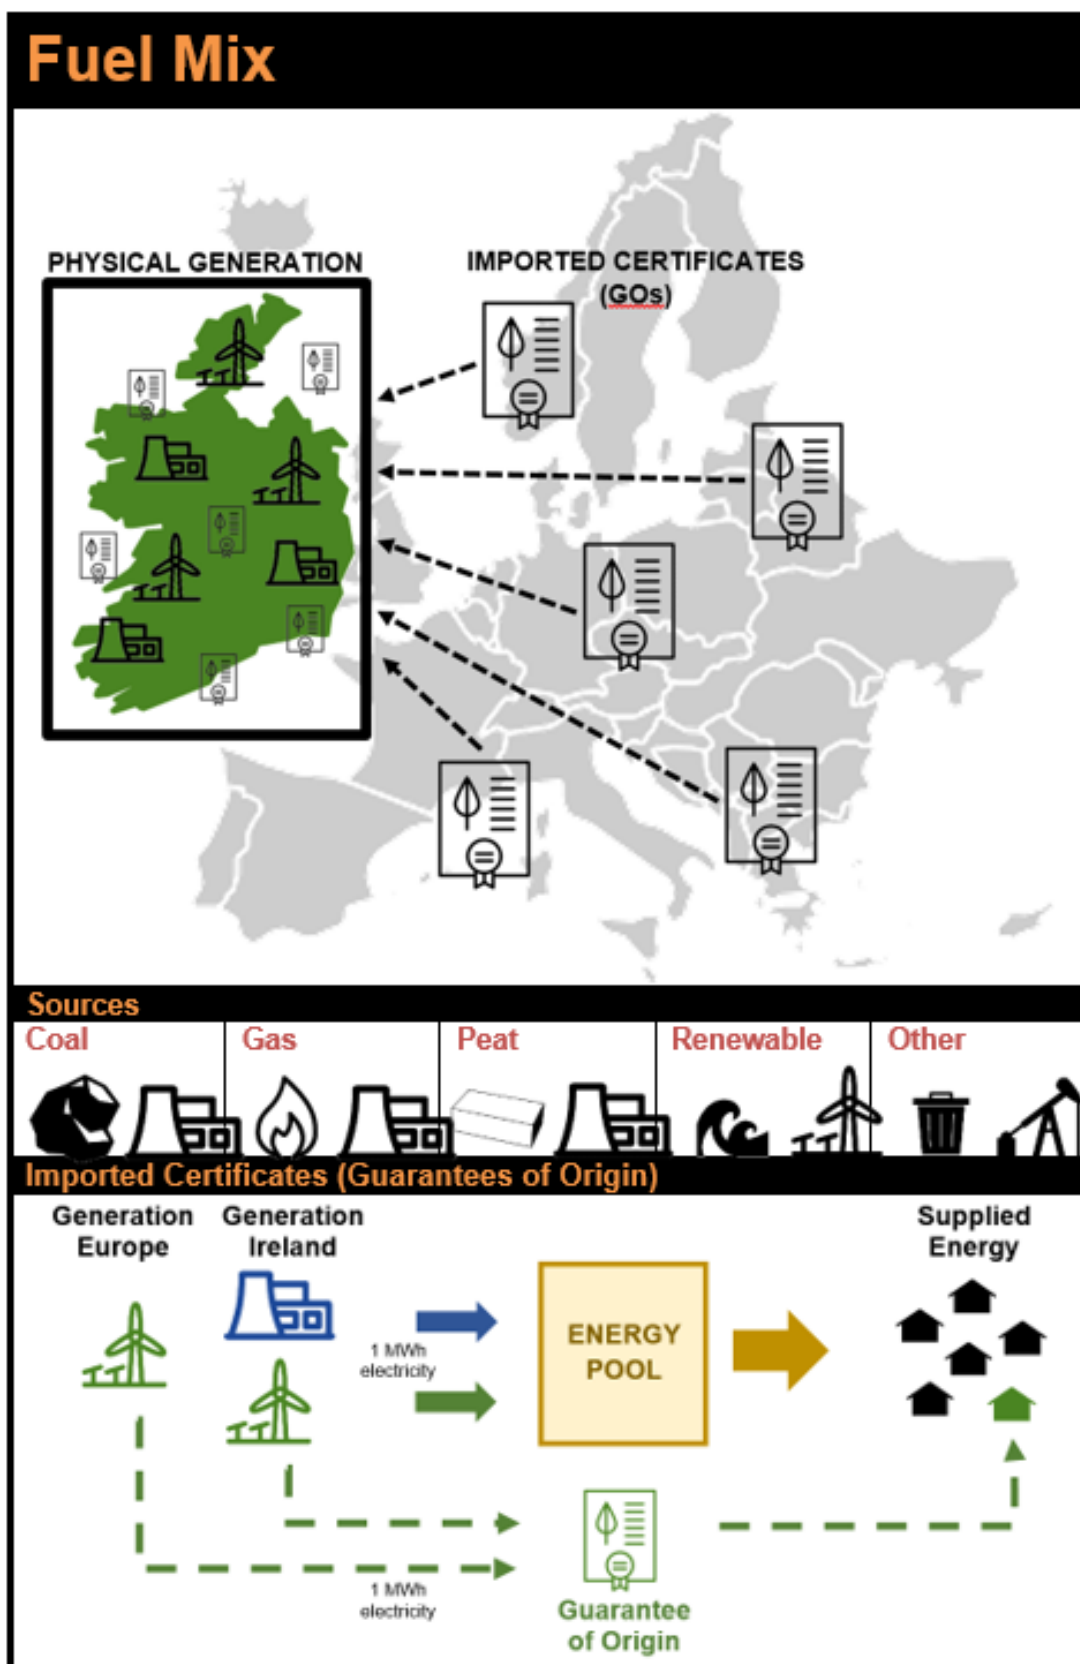 Fuel Mix
PHYSICAL GENERATION
IMPORTED CERTIFICATES
(GOs)
Sources
Coal
Gas
Peat
Renewable
Other
Imported Certificates (Guarantees of Origin)
Generation
Europe
Generation
Ireland
Supplied
Energy
1 MWh
electricity
ENERGY
POOL
1 MWh
electricity
Guarantee
of Origin